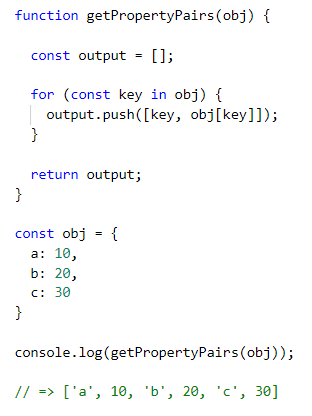 function getPropertyPairs(obj) {
const output = [];
for (const key in obj) {
output.push([key, obj[key]]);
}
return output;
}
const obj = {
a: 10,
b: 20,
c: 30
}
console.log(getPropertyPairs(obj));
// => ['a', 10, 'b', 20, 'c', 30]